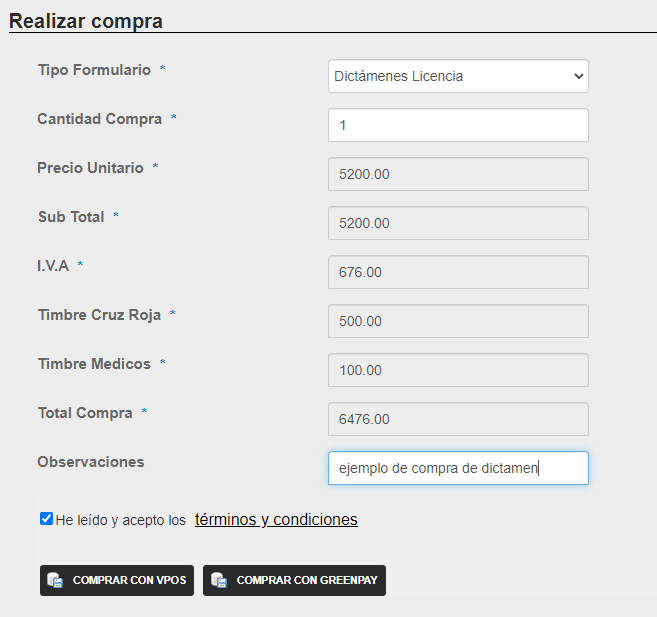 Realizar compra
Tipo Formulario * Dictámenes Licencia
Cantidad Compra * 1
Precio Unitario * 5200.00
Sub Total * 5200.00
I.V.A * 676.00
Timbre Cruz Roja * 500.00
Timbre Medicos * 100.00
Total Compra * 6476.00
Observaciones ejemplo de compra de dictamen
He leído y acepto los términos y condiciones
COMPRAR CON VPOS COMPRAR CON GREENPAY